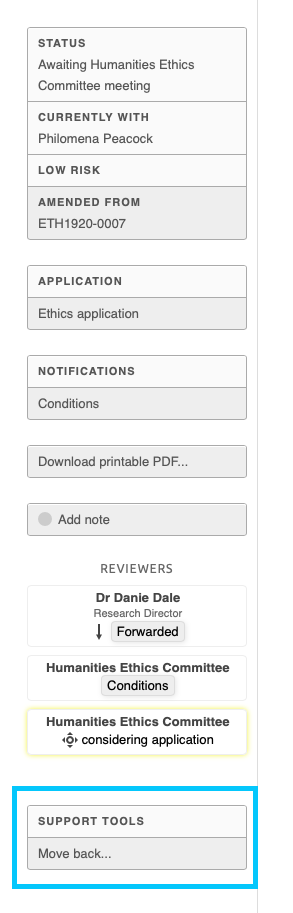 STATUS
Awaiting Humanities Ethics
Committee meeting
CURRENTLY WITH
Philomena Peacock
LOW RISK
AMENDED FROM
ETH1920-0007
APPLICATION
Ethics application
NOTIFICATIONS
Conditions
Download printable PDF...
Add note
REVIEWERS
Dr Danie Dale
Research Director
Forwarded
Humanities Ethics Committee
Conditions
Humanities Ethics Committee
considering application
SUPPORT TOOLS
Move back...